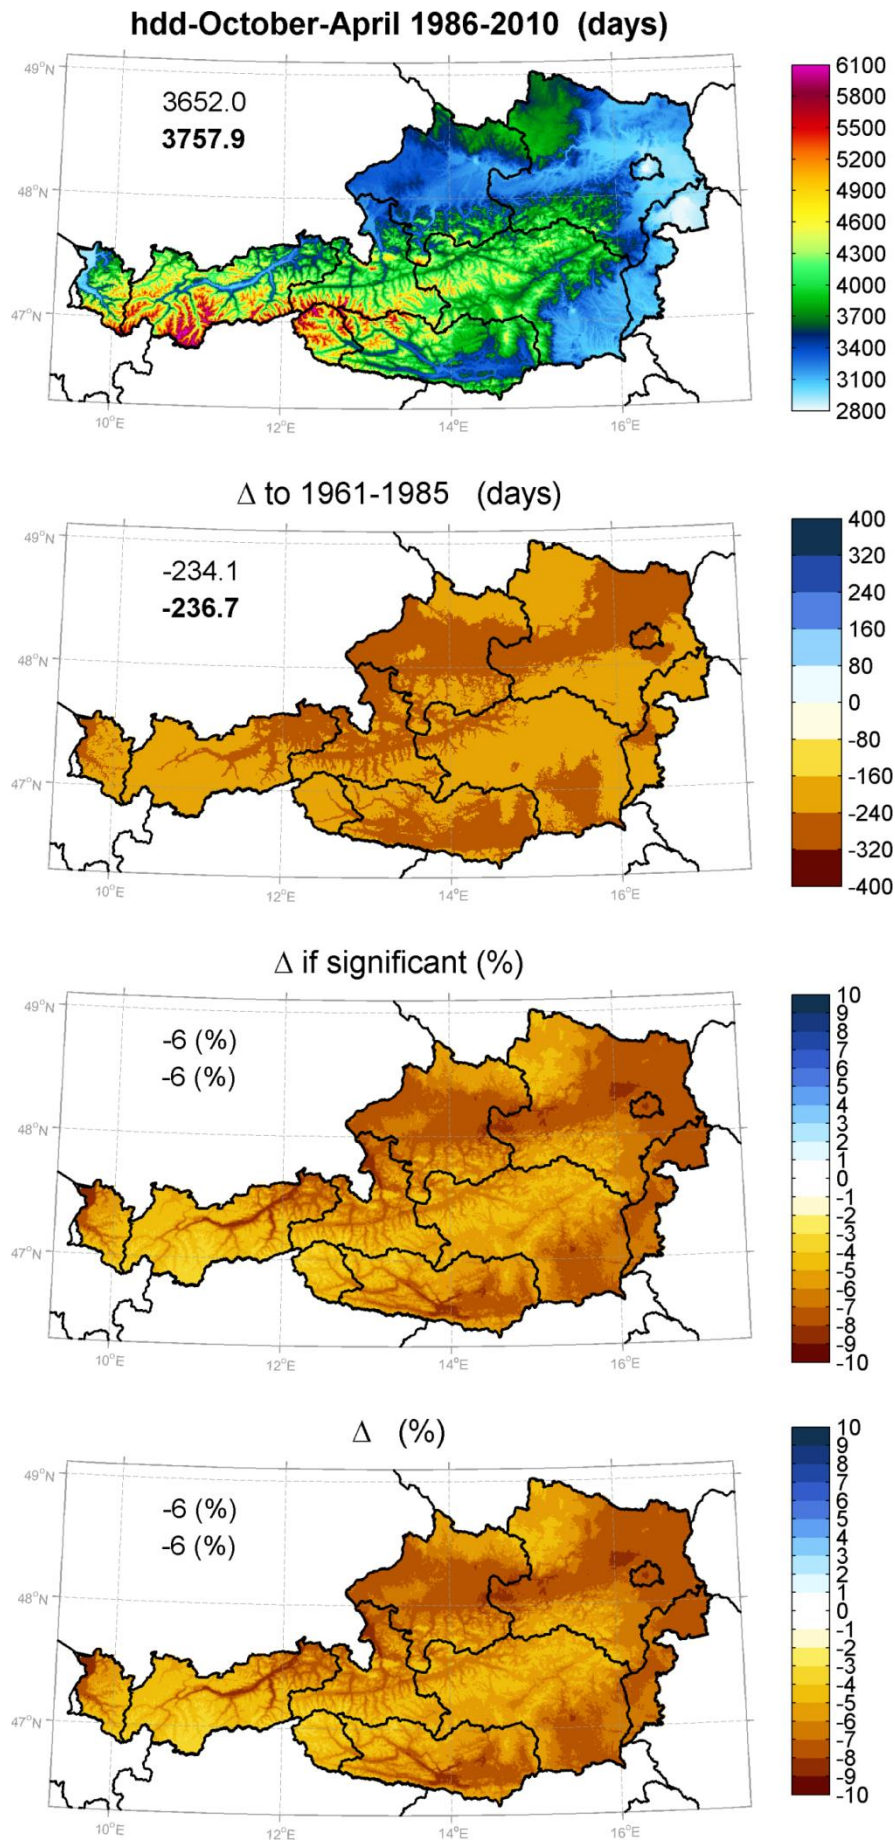 hdd-October-April 1986-2010 (days)
3652.0
3757.9
49°N
48°N
47°N
10°E
12°E
14°E
16°E
6100
5800
5500
5200
4900
4600
4300
4000
3700
3400
3100
2800
Δ to 1961-1985 (days)
-234.1
-236.7
49°N
48°N
47°N
10°E
12°E
14°E
16°E
400
320
240
160
80
0
-80
-160
-240
-320
-400
Δ if significant (%)
-6 (%)
-6 (%)
49°N
48°N
47°N
10°E
12°E
14°E
16°E
10
9
8
7
6
5
4
3
2
1
0
-1
-2
-3
-4
-5
-6
-7
-8
-9
-10
Δ (%)
-6 (%)
-6 (%)
49°N
48°N
47°N
10°E
12°E
14°E
16°E
10
9
8
7
6
5
4
3
2
1
0
-1
-2
-3
-4
-5
-6
-7
-8
-9
-10